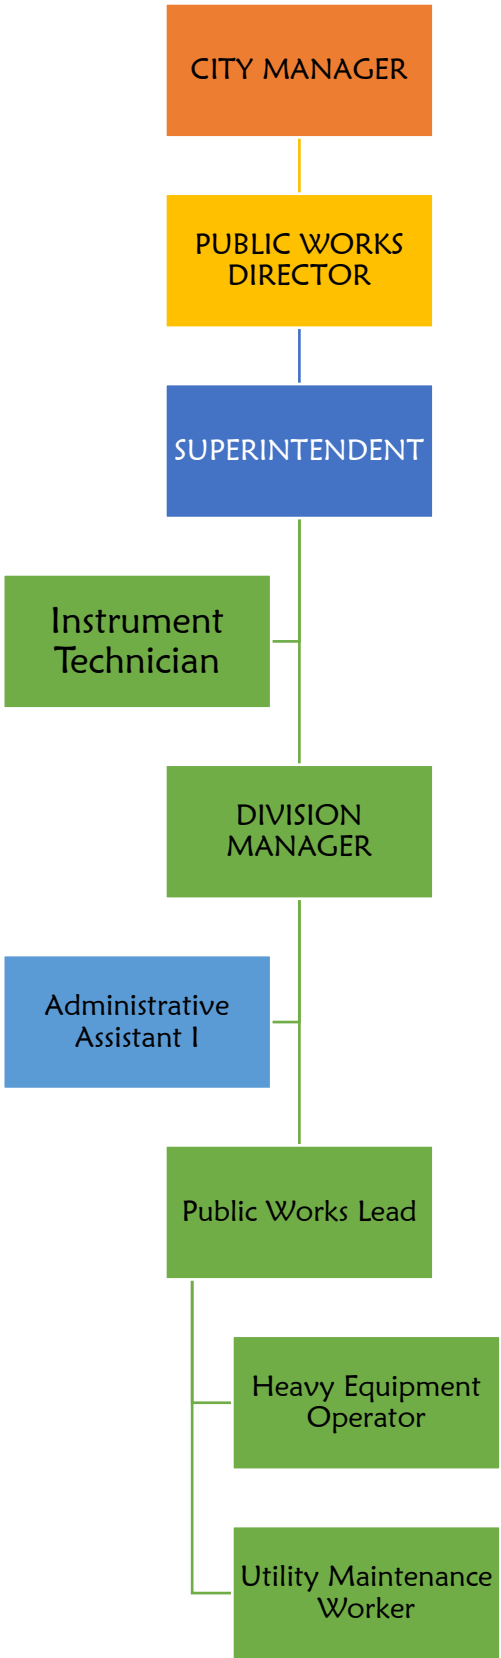 CITY MANAGER
PUBLIC WORKS
DIRECTOR
SUPERINTENDENT
Instrument
Technician
DIVISION
MANAGER
Administrative
Assistant I
Public Works Lead
Heavy Equipment
Operator
Utility Maintenance
Worker